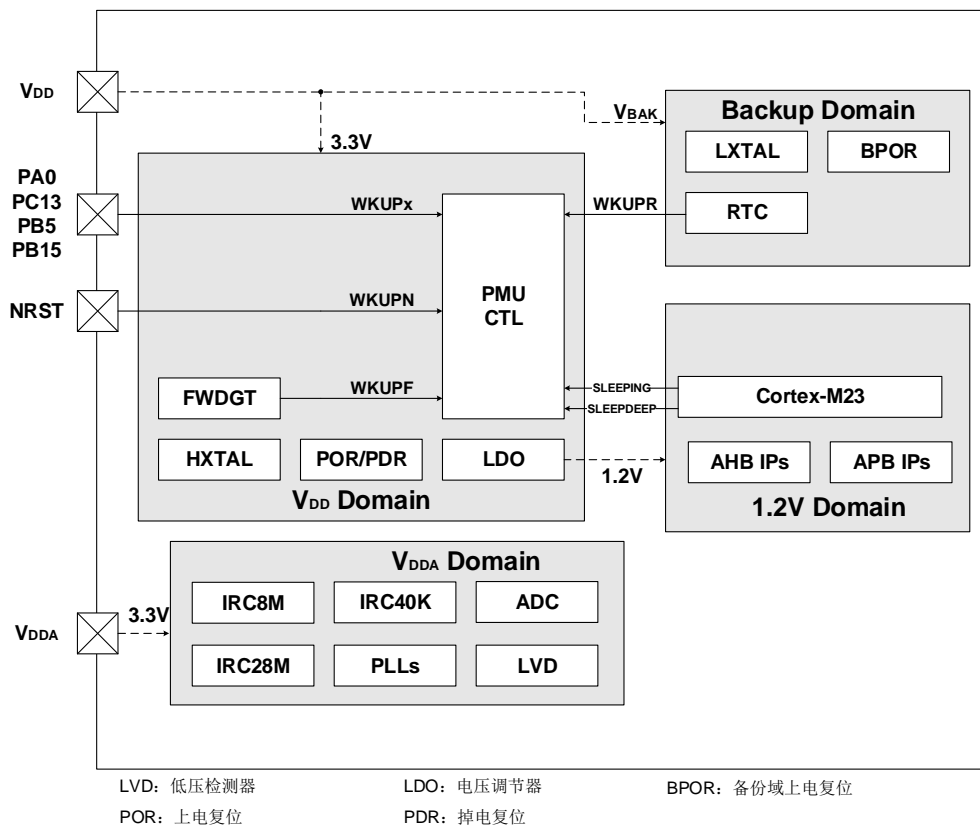 VDD
VBAK
3.3V
Backup Domain
LXTAL
BPOR
RTC
PA0
PC13
PB5
PB15
WKUPx
WKUPR
NRST
WKUPN
PMU
CTL
FWDGT
WKUPF
SLEEPING
SLEEPDEEP
Cortex-M23
HXTAL
POR/PDR
LDO
1.2V
AHB IPs
APB IPs
VDD Domain
1.2V Domain
VDDA Domain
VDDA
3.3V
IRC8M
IRC40K
ADC
IRC28M
PLLs
LVD
LVD：低压检测器
LDO：电压调节器
BPOR：备份域上电复位
POR：上电复位
PDR：掉电复位